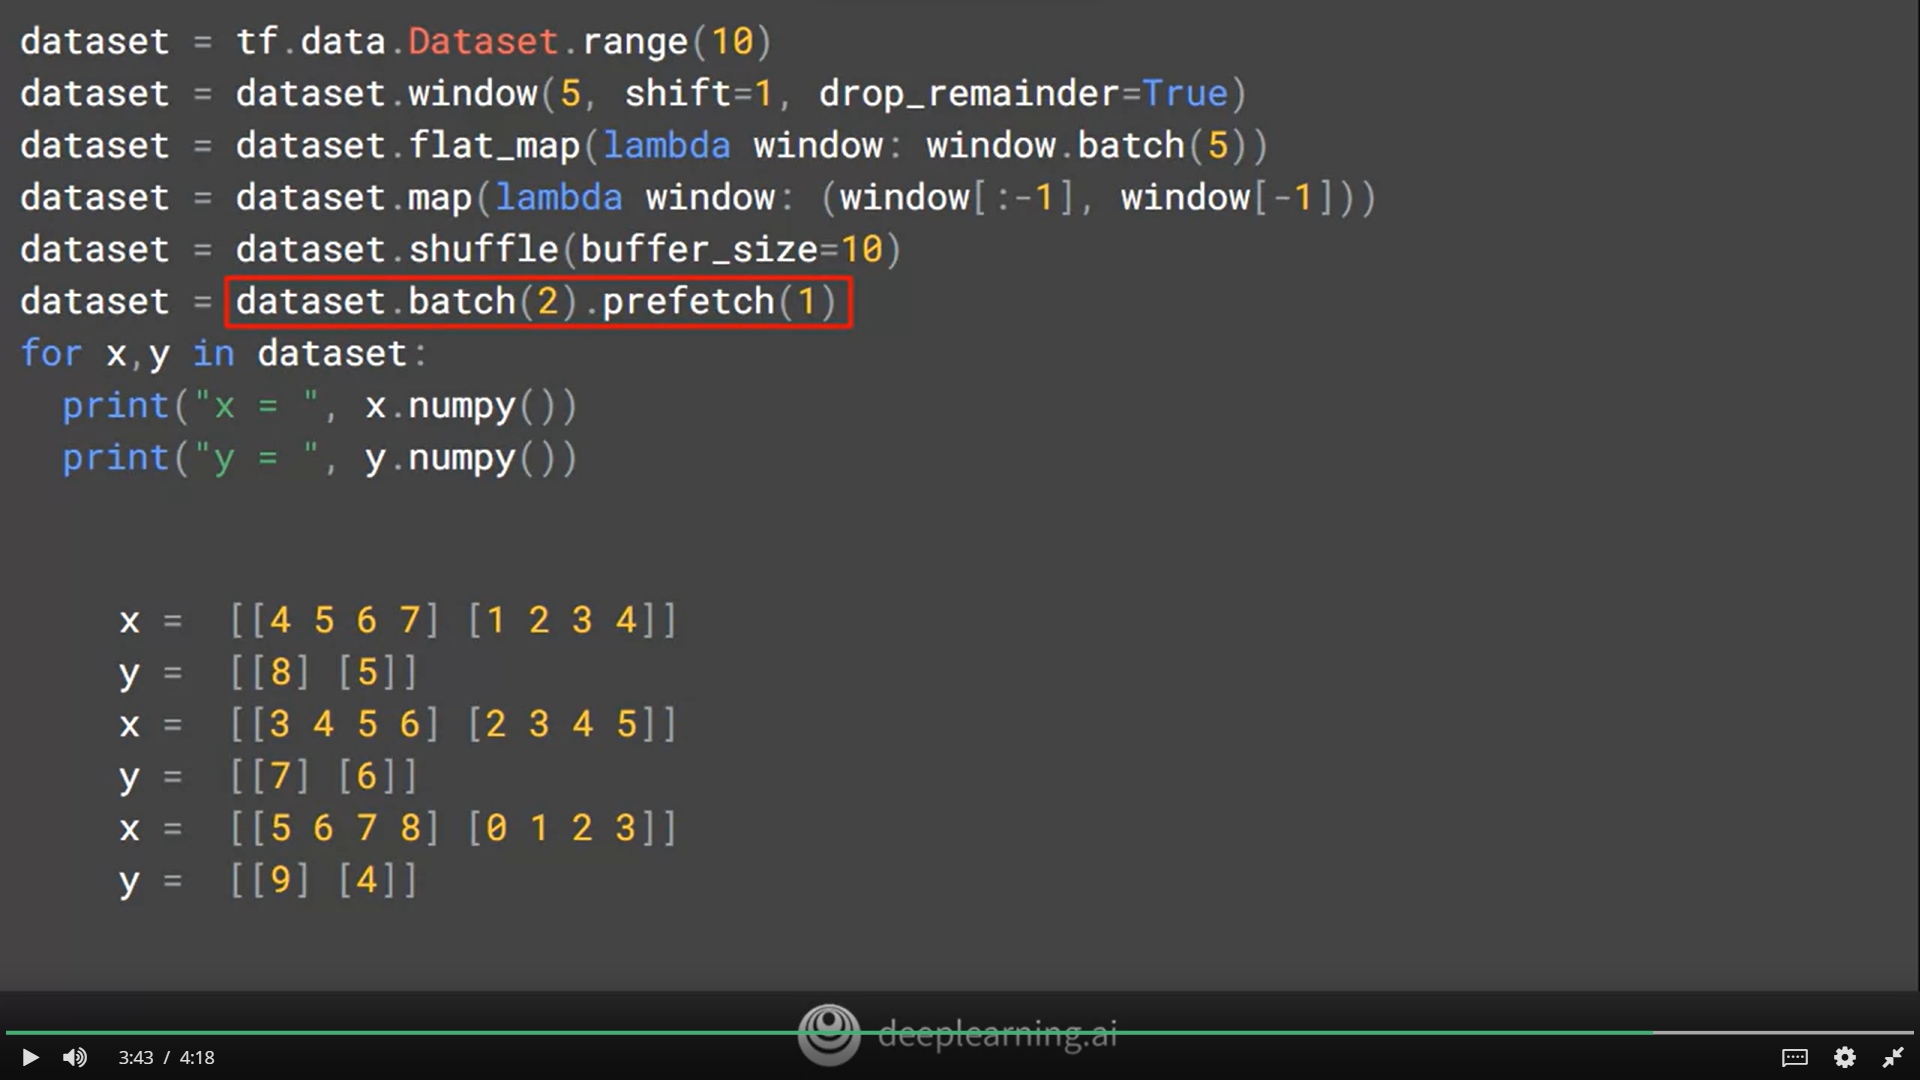 dataset = tf.data.Dataset.range(10)
dataset = dataset.window(5, shift=1, drop_remainder=True)
dataset = dataset.flat_map(lambda window: window.batch(5))
dataset = dataset.map(lambda window: (window[:-1], window[-1]))
dataset = dataset.shuffle(buffer_size=10)
dataset = dataset.batch(2).prefetch(1)
for x,y in dataset:
  print("x = ", x.numpy())
  print("y = ", y.numpy())
x = [[4 5 6 7] [1 2 3 4]]
y = [[8] [5]]
x = [[3 4 5 6] [2 3 4 5]]
y = [[7] [6]]
x = [[5 6 7 8] [0 1 2 3]]
y = [[9] [4]]
deeplearning.ai
3:43 / 4:18